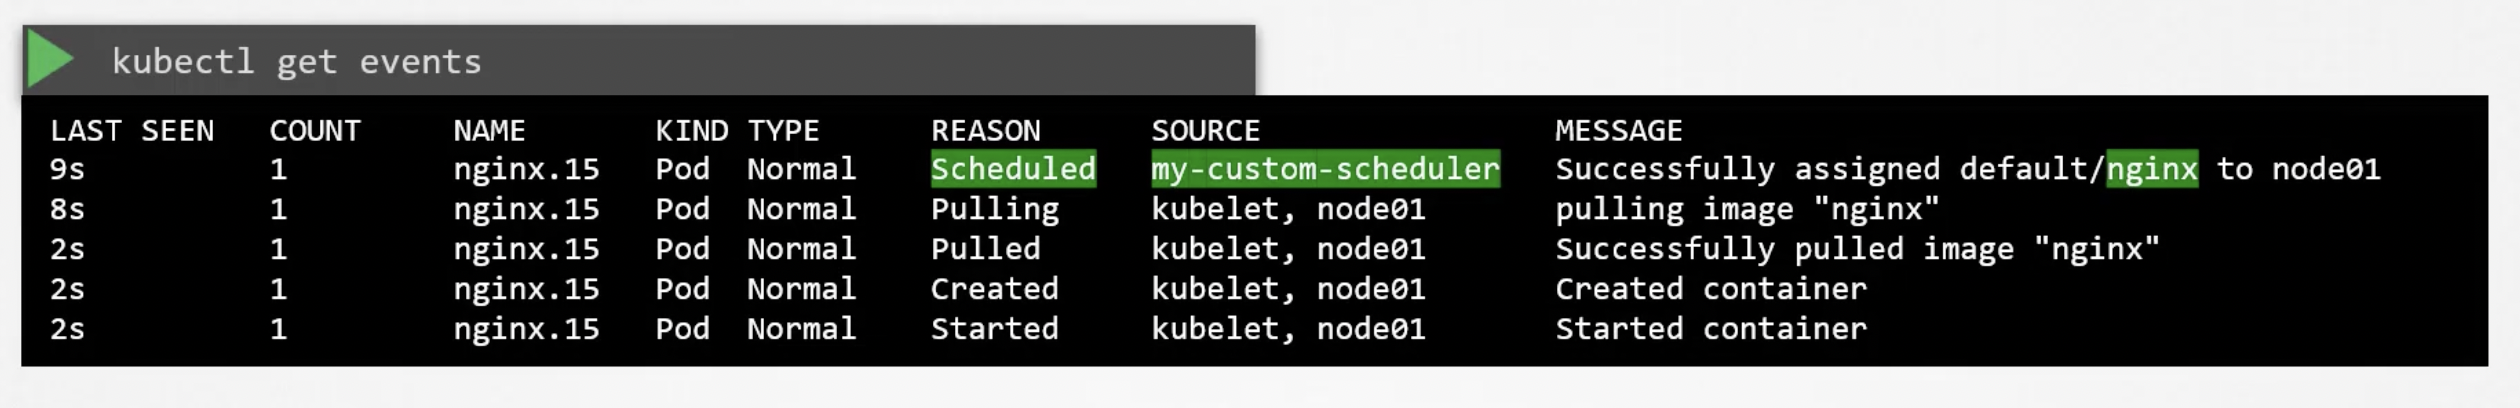 kubectl get events
LAST SEEN COUNT NAME KIND TYPE REASON SOURCE MESSAGE
9s 1 nginx.15 Pod Normal Scheduled my-custom-scheduler Successfully assigned default/nginx to node01
8s 1 nginx.15 Pod Normal Pulling kubelet, node01 pulling image "nginx"
2s 1 nginx.15 Pod Normal Pulled kubelet, node01 Successfully pulled image "nginx"
2s 1 nginx.15 Pod Normal Created kubelet, node01 Created container
2s 1 nginx.15 Pod Normal Started kubelet, node01 Started container